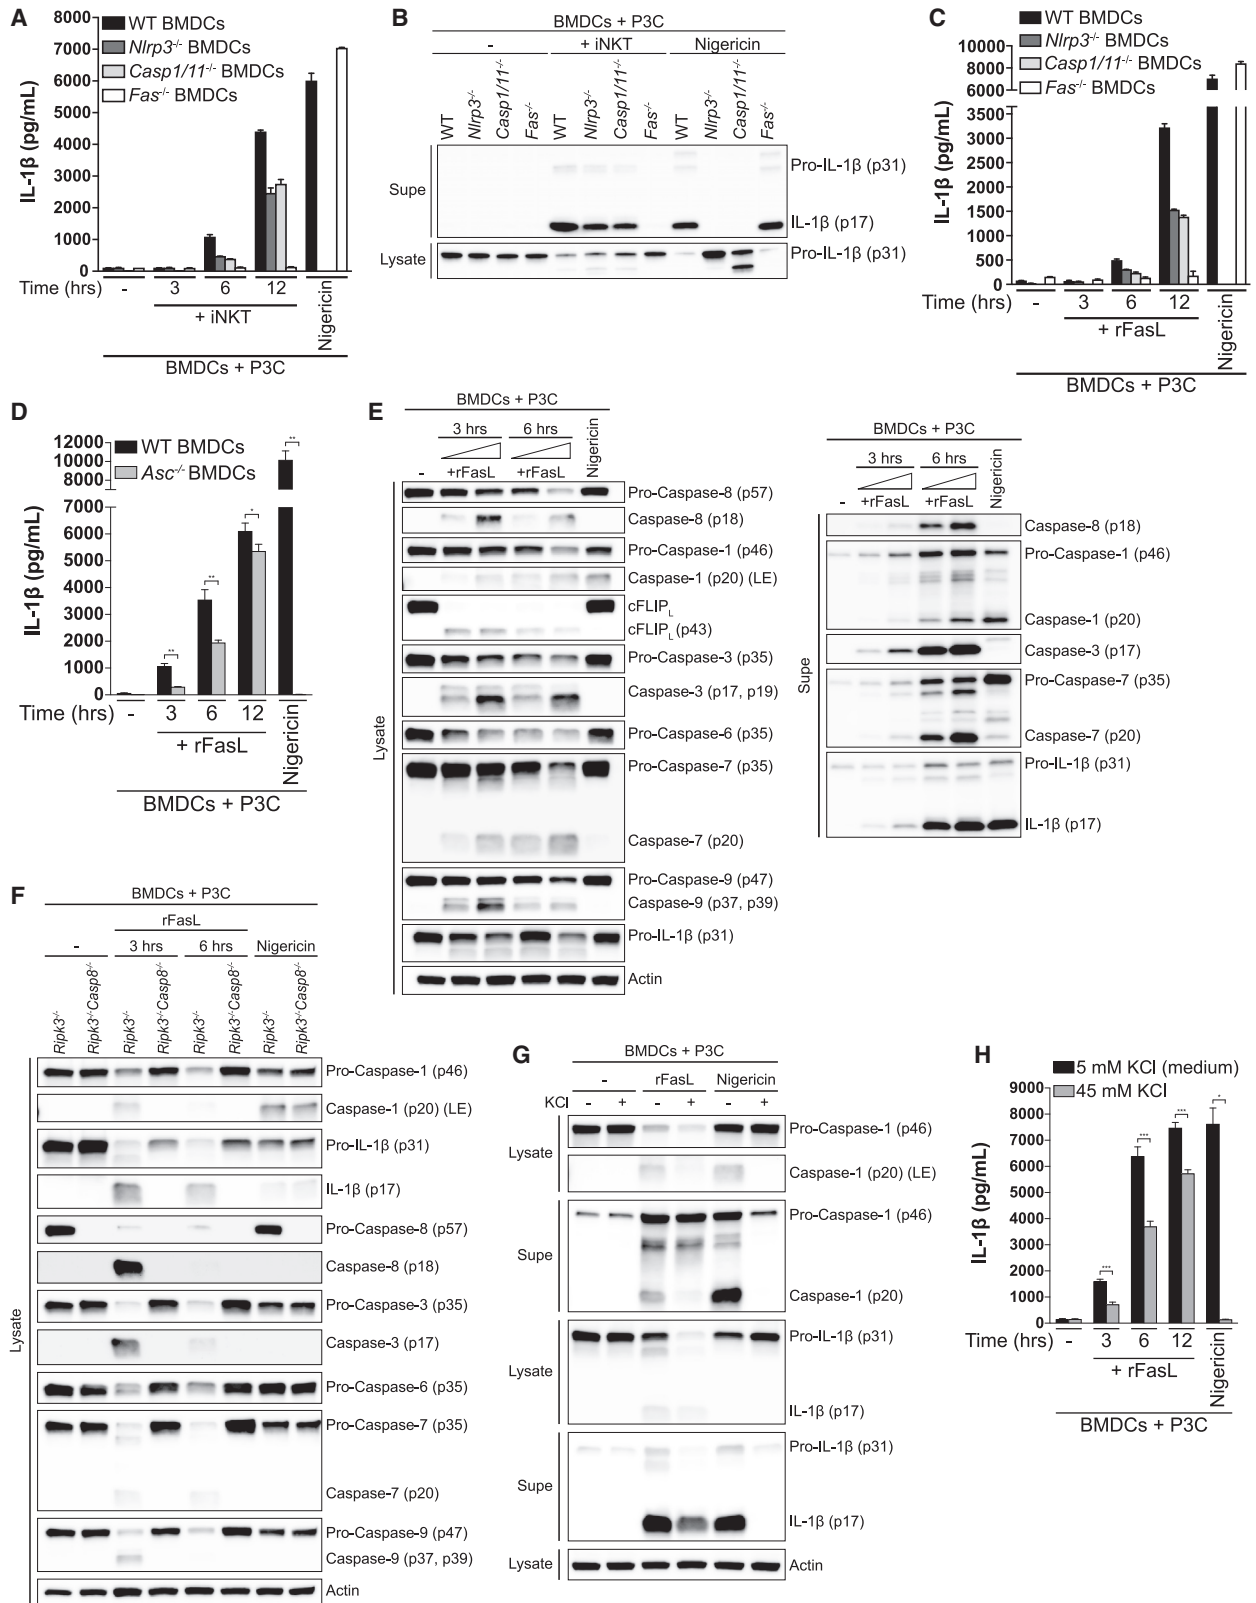 A
8000
7000
6000
5000
4000
3000
2000
1000
0
IL-1β (pg/mL)
WT BMDCs
Nlrp3-/- BMDCs
Casp1/11-/- BMDCs
Fas-/- BMDCs
Time (hrs) - 3 6 12 Nigericin
+ iNKT
BMDCs + P3C
B
BMDCs + P3C
- + iNKT Nigericin
WT Nlrp3-/- Casp1/11-/- Fas-/- WT Nlrp3-/- Casp1/11-/- Fas-/- WT Nlrp3-/- Casp1/11-/- Fas-/-
Supe
Pro-IL-1β (p31)
IL-1β (p17)
Lysate
Pro-IL-1β (p31)
C
WT BMDCs
Nlrp3-/- BMDCs
Casp1/11-/- BMDCs
Fas-/- BMDCs
10000
8000
6000
3500
3000
2500
2000
1500
1000
500
0
IL-1β (pg/mL)
Time (hrs) - 3 6 12 Nigericin
+ rFasL
BMDCs + P3C
D
WT BMDCs
Asc-/- BMDCs
12000
10000
8000
7000
6000
5000
4000
3000
2000
1000
0
IL-1β (pg/mL)
** ** * **
Time (hrs) - 3 6 12 Nigericin
+ rFasL
BMDCs + P3C
E
BMDCs + P3C
3 hrs 6 hrs Nigericin
- +rFasL +rFasL
Lysate
Pro-Caspase-8 (p57)
Caspase-8 (p18)
Pro-Caspase-1 (p46)
Caspase-1 (p20) (LE)
cFLIPL
cFLIPL (p43)
Pro-Caspase-3 (p35)
Caspase-3 (p17, p19)
Pro-Caspase-6 (p35)
Pro-Caspase-7 (p35)
Caspase-7 (p20)
Pro-Caspase-9 (p47)
Caspase-9 (p37, p39)
Pro-IL-1β (p31)
Actin
BMDCs + P3C
3 hrs 6 hrs Nigericin
- +rFasL +rFasL
Supe
Caspase-8 (p18)
Pro-Caspase-1 (p46)
Caspase-1 (p20)
Caspase-3 (p17)
Pro-Caspase-7 (p35)
Caspase-7 (p20)
Pro-IL-1β (p31)
IL-1β (p17)
F
BMDCs + P3C
rFasL
- 3 hrs 6 hrs Nigericin
Ripk3-/- Ripk3-/-Casp8-/- Ripk3-/- Ripk3-/-Casp8-/- Ripk3-/- Ripk3-/-Casp8-/- Ripk3-/- Ripk3-/-Casp8-/-
Lysate
Pro-Caspase-1 (p46)
Caspase-1 (p20) (LE)
Pro-IL-1β (p31)
IL-1β (p17)
Pro-Caspase-8 (p57)
Caspase-8 (p18)
Pro-Caspase-3 (p35)
Caspase-3 (p17)
Pro-Caspase-6 (p35)
Pro-Caspase-7 (p35)
Caspase-7 (p20)
Pro-Caspase-9 (p47)
Caspase-9 (p37, p39)
Actin
G
BMDCs + P3C
- rFasL Nigericin
KCl - + - + - +
Lysate
Pro-Caspase-1 (p46)
Caspase-1 (p20) (LE)
Supe
Pro-Caspase-1 (p46)
Caspase-1 (p20)
Lysate
Pro-IL-1β (p31)
IL-1β (p17)
Supe
Pro-IL-1β (p31)
IL-1β (p17)
Lysate
Actin
H
5 mM KCl (medium)
45 mM KCl
9000
8000
7000
6000
5000
4000
3000
2000
1000
0
IL-1β (pg/mL)
*** *** *** *
Time (hrs) - 3 6 12 Nigericin
+ rFasL
BMDCs + P3C